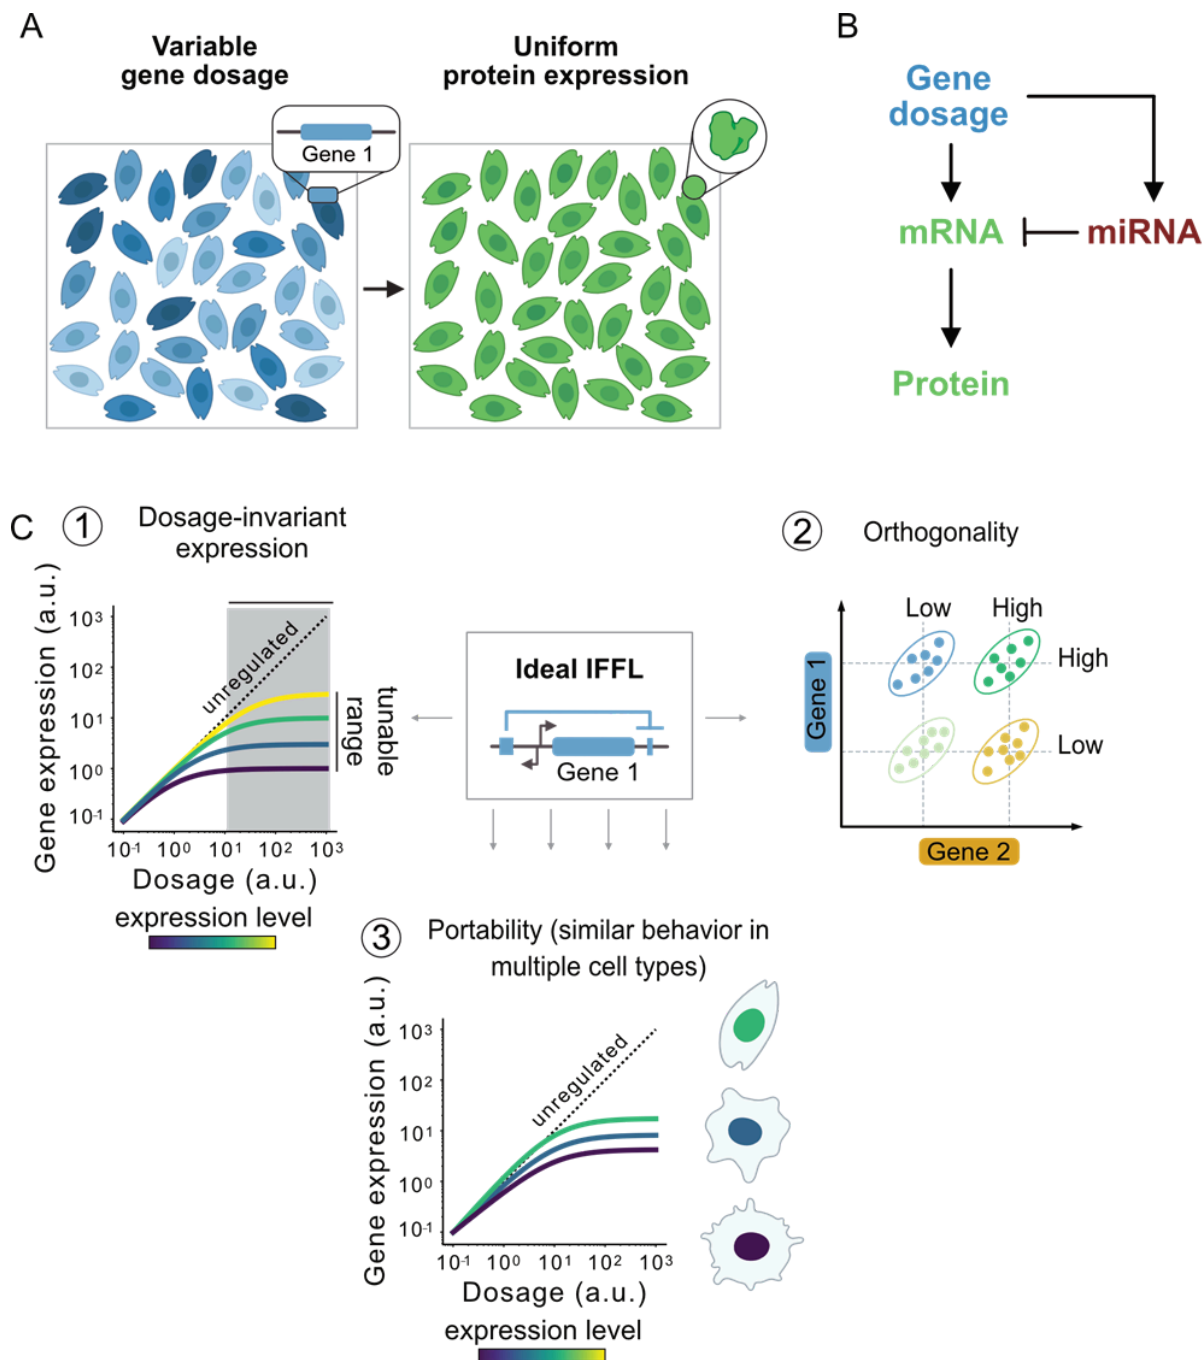 A
Variable
gene dosage
Uniform
protein expression
Gene 1
B
Gene
dosage
mRNA
miRNA
Protein
C
1
Dosage-invariant
expression
Gene expression (a.u.)
10³
10²
10¹
10⁰
10⁻¹
unregulated
tunable
range
10⁻¹ 10⁰ 10¹ 10² 10³
Dosage (a.u.)
expression level
Ideal IFFL
Gene 1
2
Orthogonality
Low High
High
Low
Gene 1
Gene 2
3
Portability (similar behavior in
multiple cell types)
Gene expression (a.u.)
10³
10²
10¹
10⁰
10⁻¹
unregulated
10⁻¹ 10⁰ 10¹ 10² 10³
Dosage (a.u.)
expression level